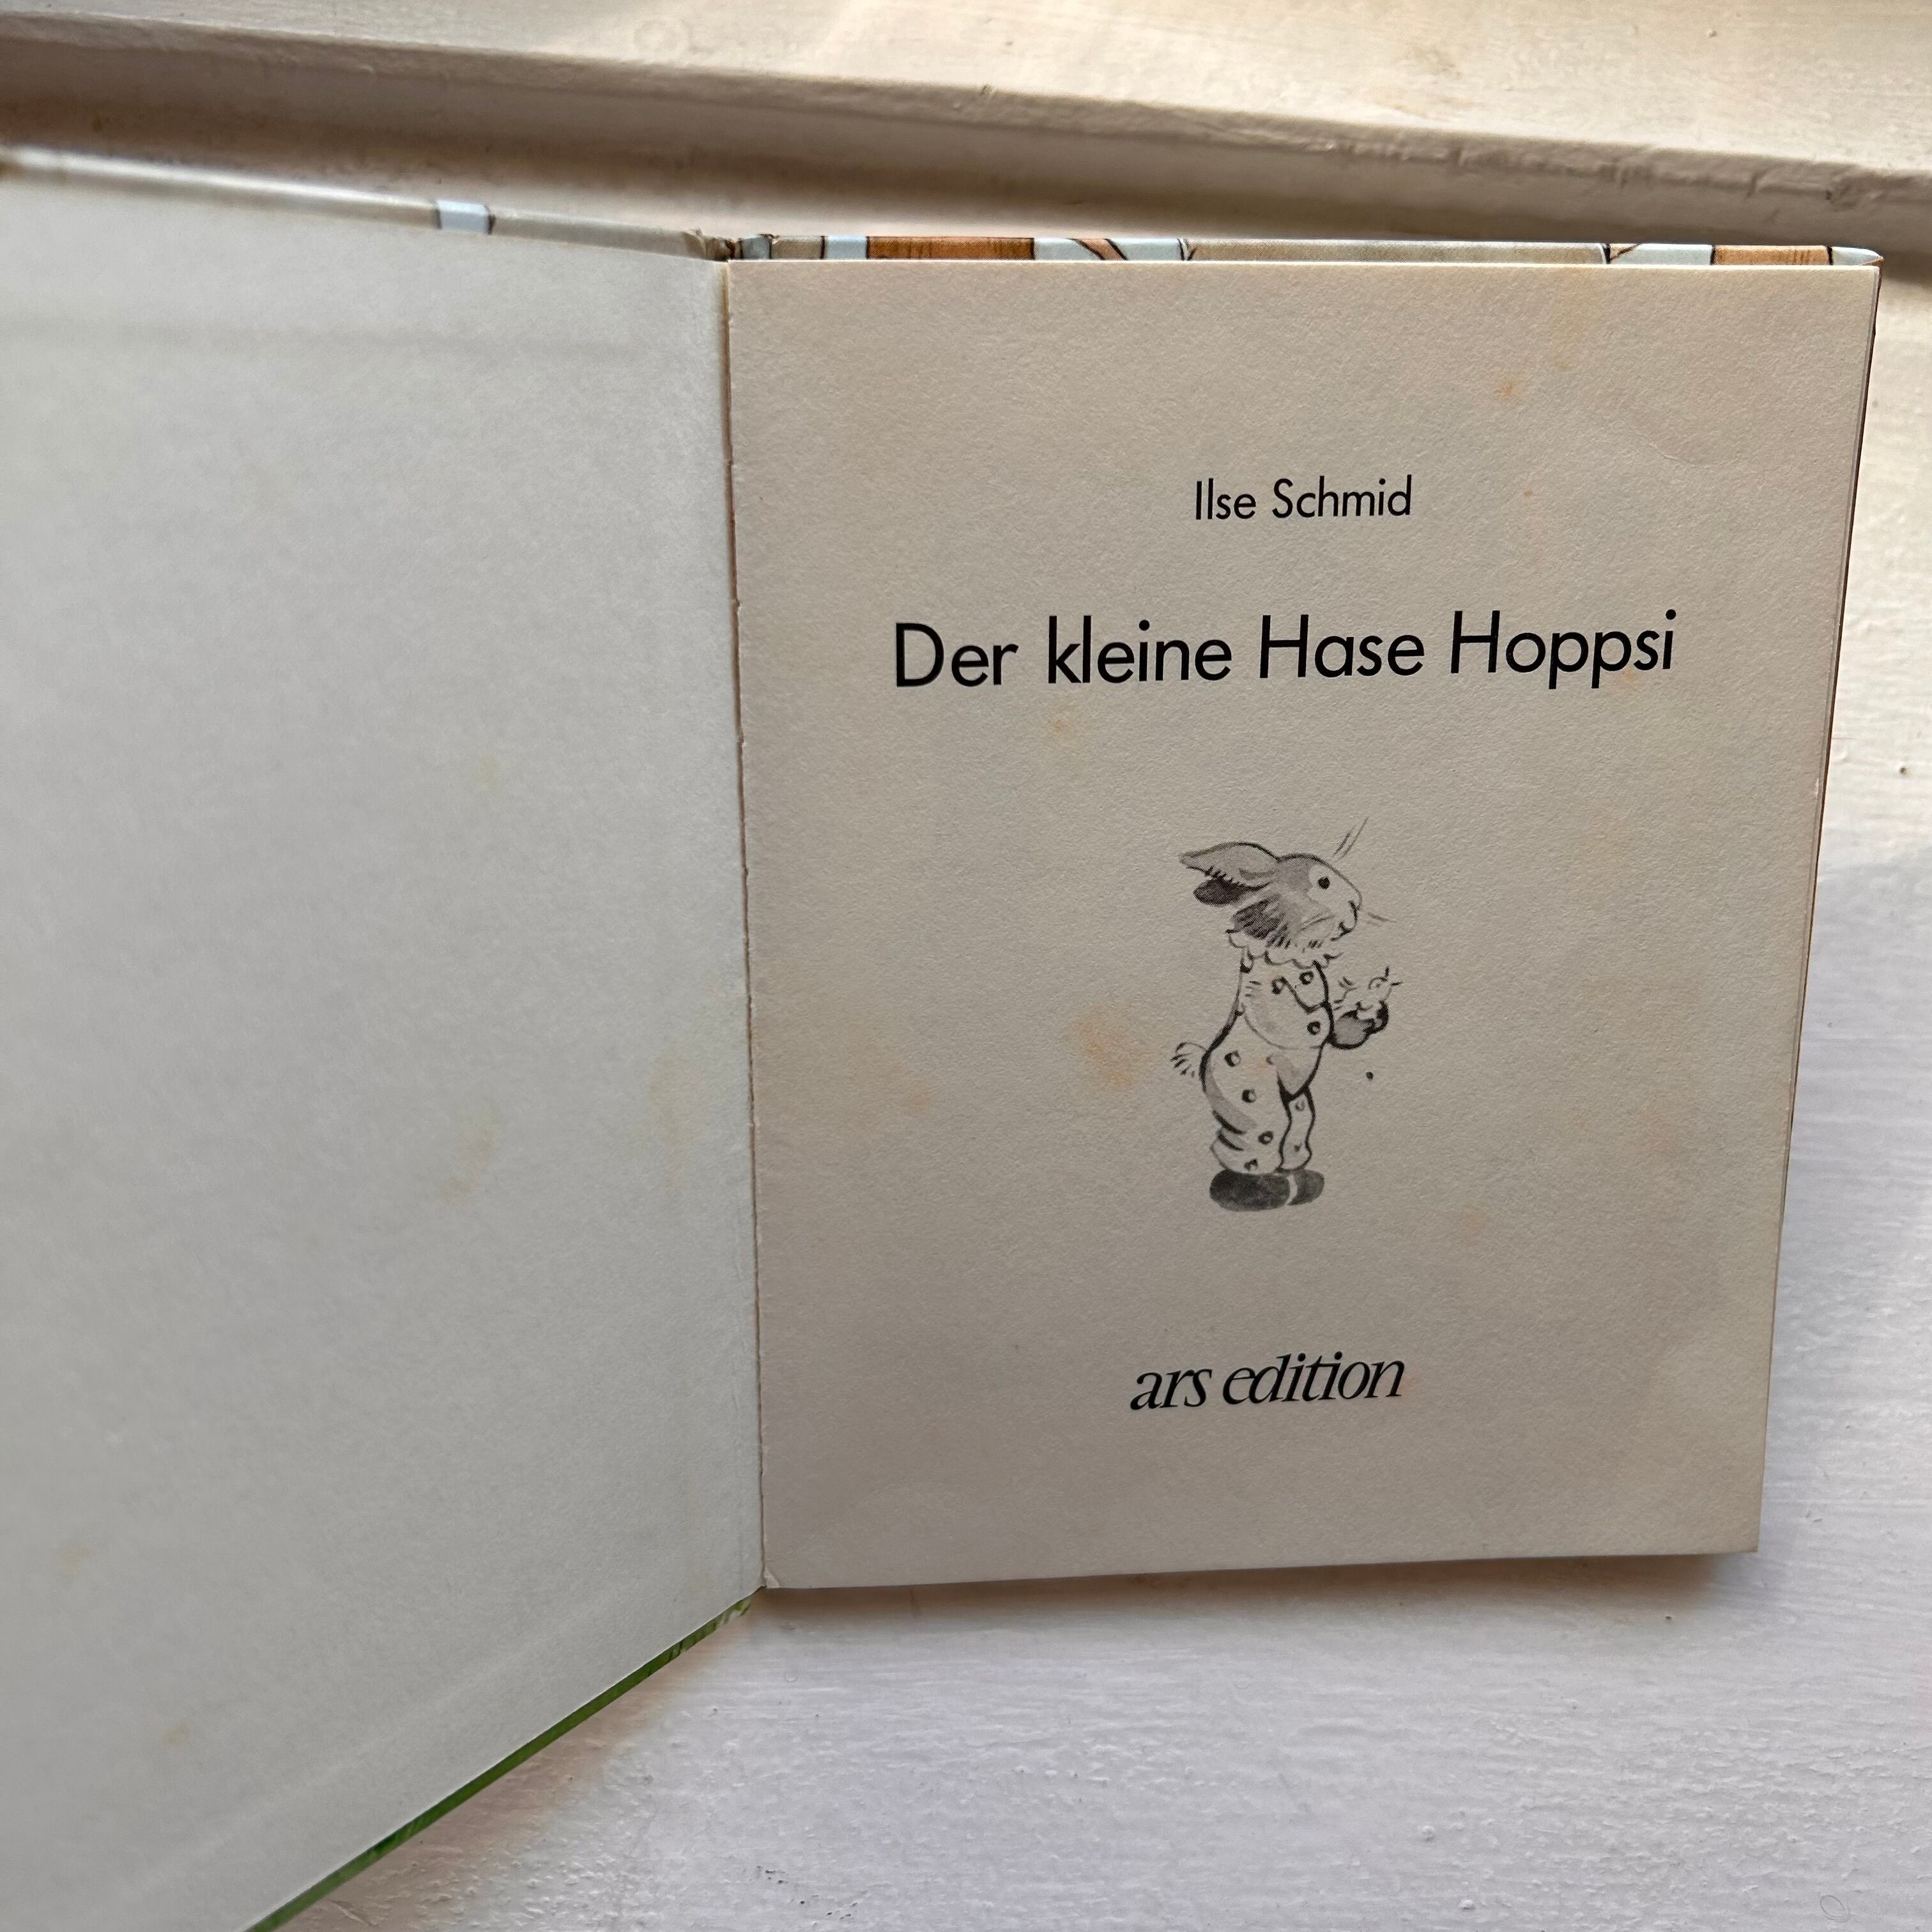 Ilse Schmid
Der kleine Hase Hoppsi
ars edition